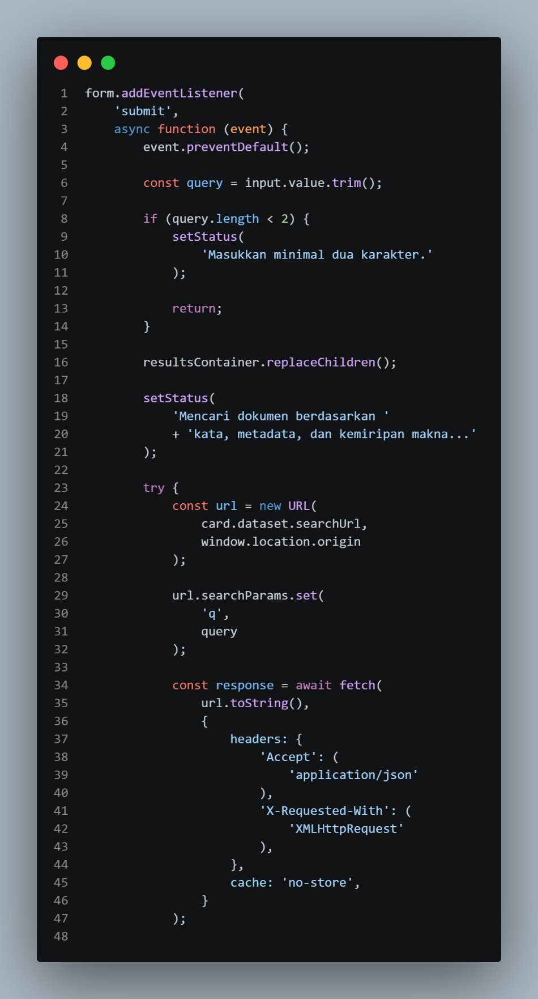 1 form.addEventListener(
2     'submit',
3     async function (event) {
4         event.preventDefault();
5
6         const query = input.value.trim();
7
8         if (query.length < 2) {
9             setStatus(
10                 'Masukkan minimal dua karakter.'
11             );
12
13             return;
14         }
15
16         resultsContainer.replaceChildren();
17
18         setStatus(
19             'Mencari dokumen berdasarkan '
20             + 'kata, metadata, dan kemiripan makna...'
21         );
22
23         try {
24             const url = new URL(
25                 card.dataset.searchUrl,
26                 window.location.origin
27             );
28
29             url.searchParams.set(
30                 'q',
31                 query
32             );
33
34             const response = await fetch(
35                 url.toString(),
36                 {
37                     headers: {
38                         'Accept': (
39                             'application/json'
40                         ),
41                         'X-Requested-With': (
42                             'XMLHttpRequest'
43                         ),
44                     },
45                     cache: 'no-store',
46                 }
47             );
48